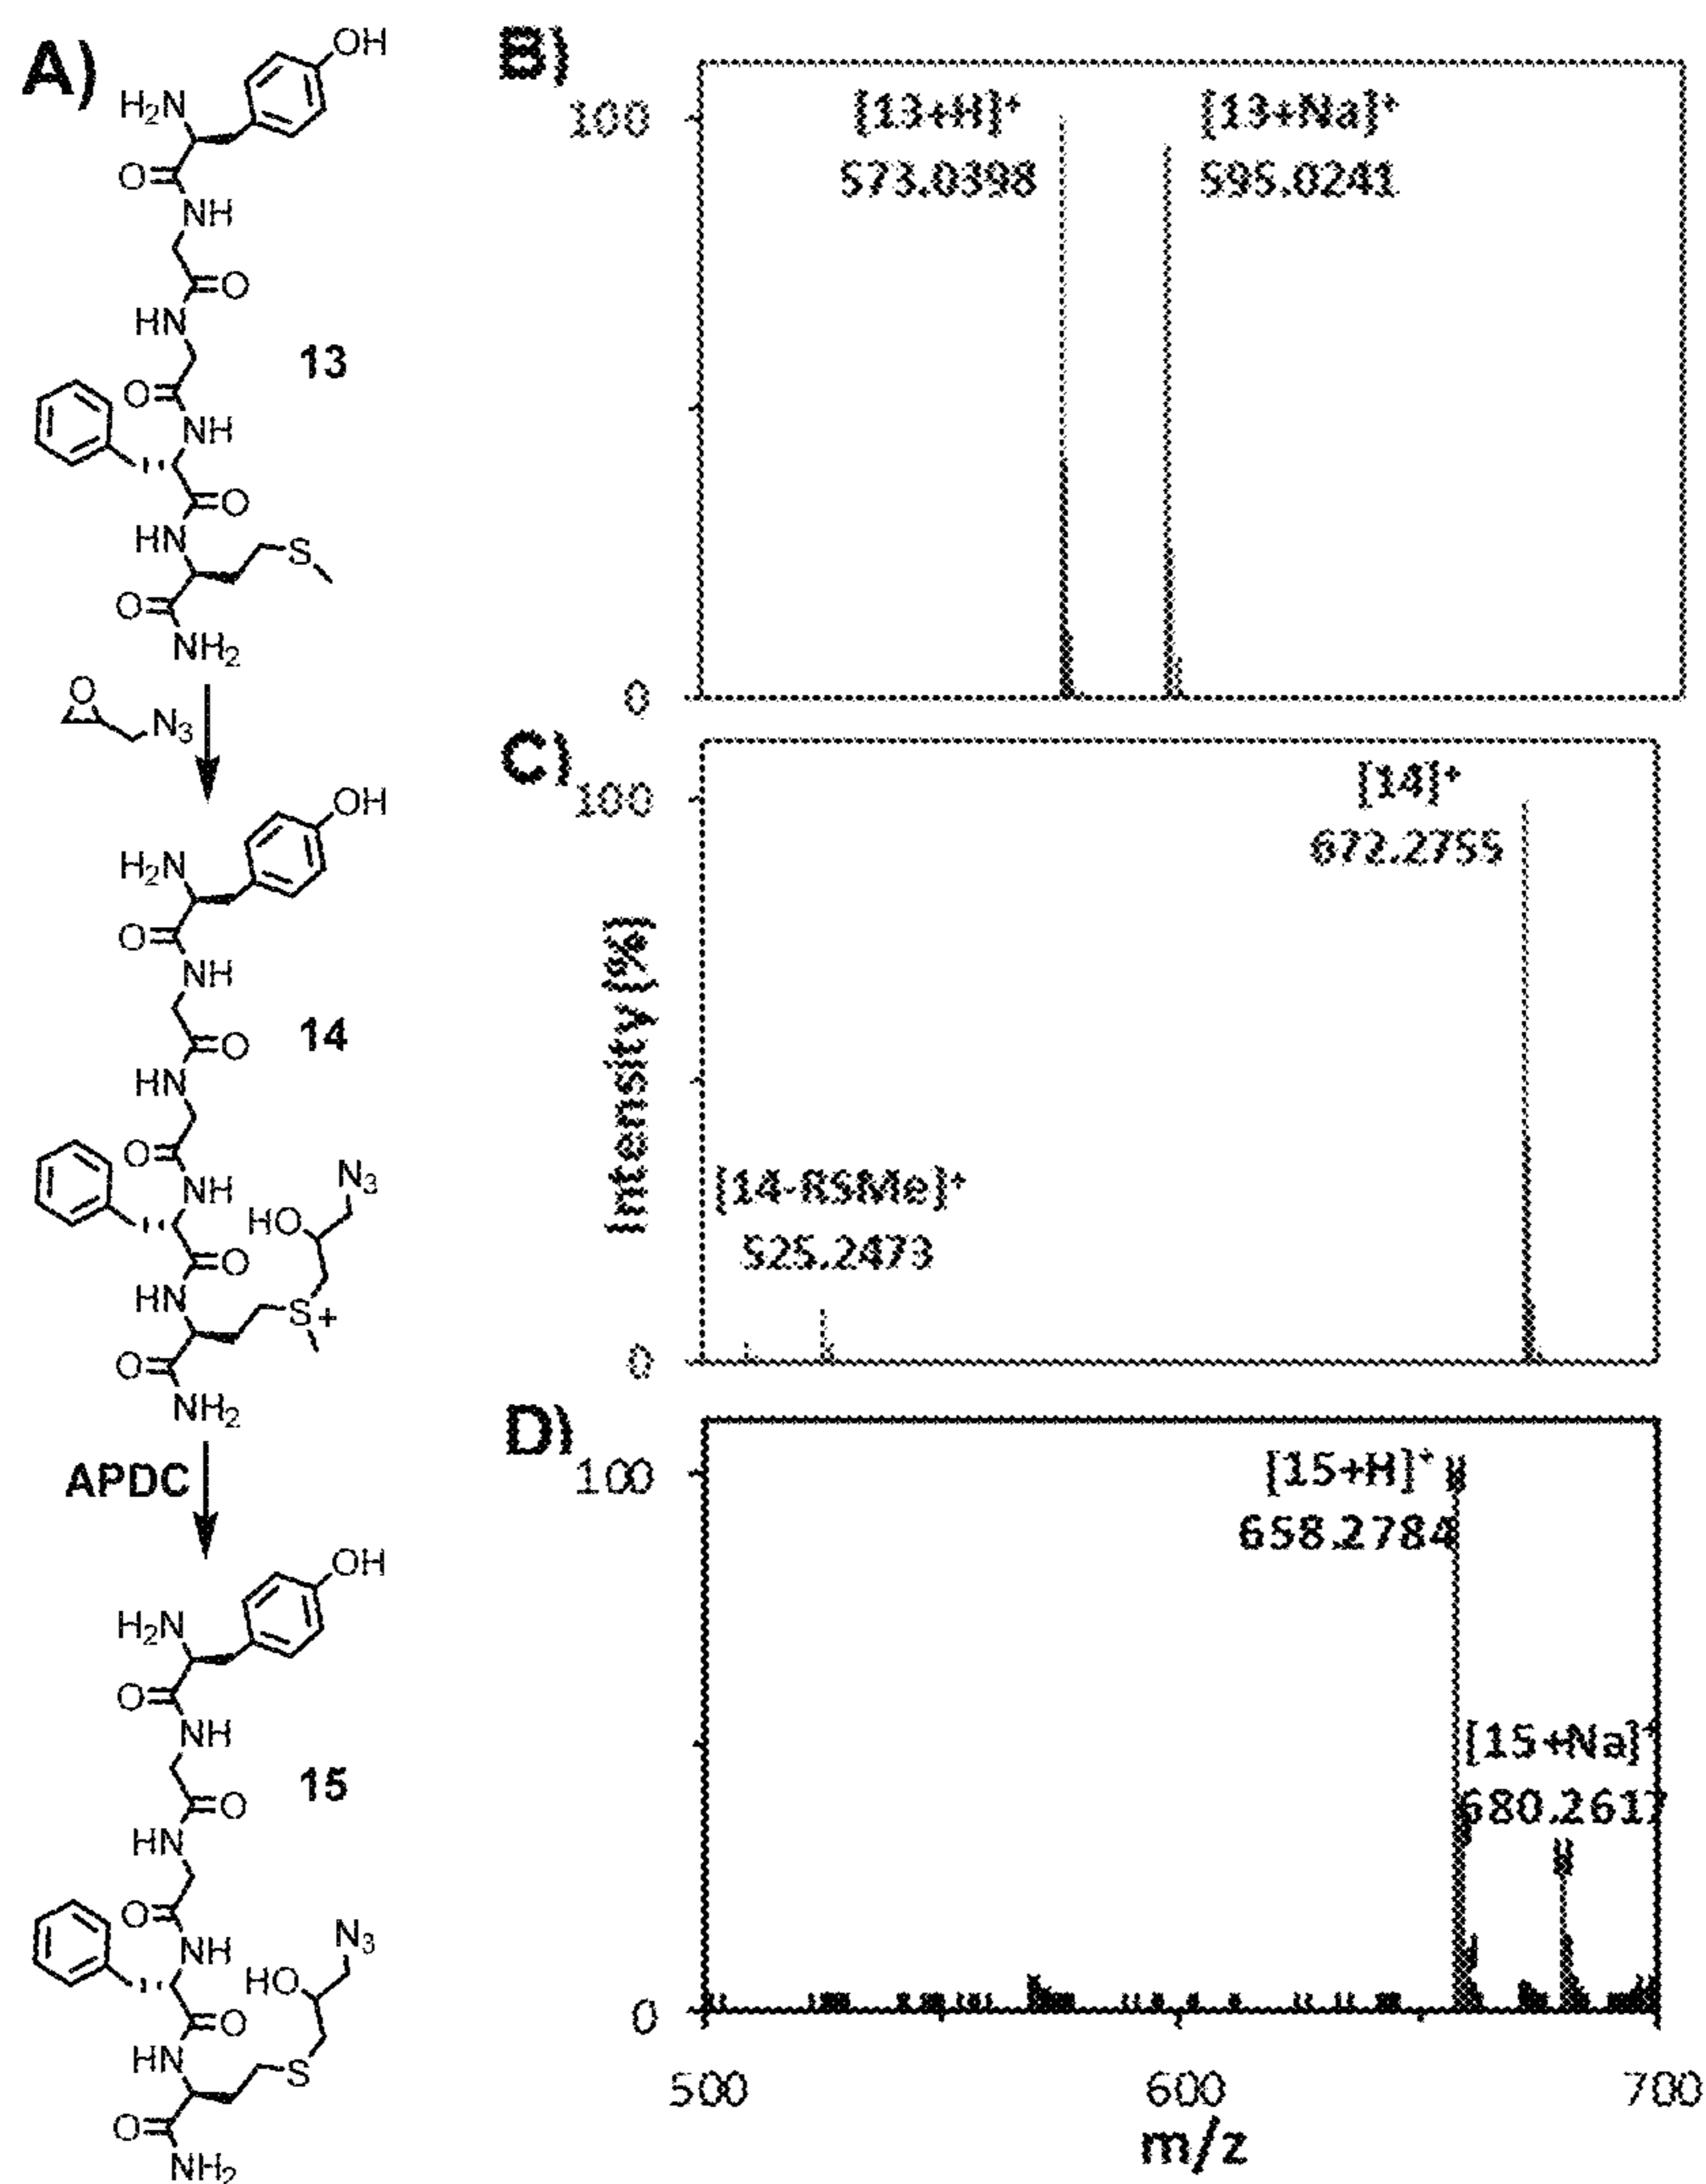 A)
OH
H₂N
O
NH
O
HN
13
O
NH
O
HN
S
O
NH₂
O
N₃
OH
H₂N
O
NH
O
14
HN
O
N₃
NH
HO
O
HN
S+
O
NH₂
APDC
OH
H₂N
O
NH
15
O
HN
O
N₃
NH
HO
O
HN
S
O
NH₂
B)
100
[13+H]⁺
573.0398
[13+Na]⁺
595.0241
0
C)
100
[14]⁺
672.2755
Intensity [%]
[14-RSMe]⁺
525.2473
0
D)
100
[15+H]⁺
658.2784
[15+Na]⁺
680.2617
0
500
600
700
m/z